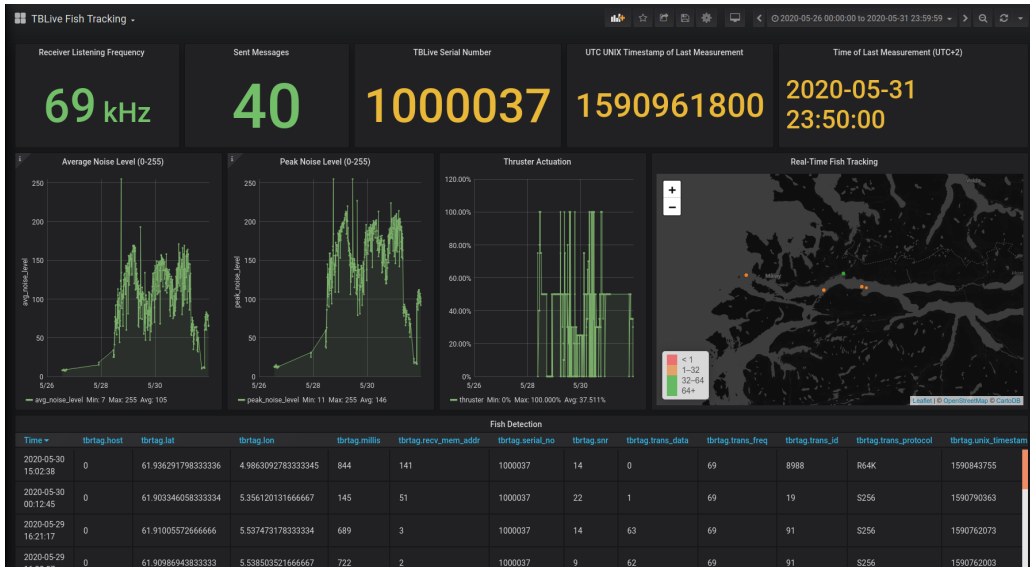 TBLive Fish Tracking
2020-05-26 00:00:00 to 2020-05-31 23:59:59
Receiver Listening Frequency
69 kHz
Sent Messages
40
TBLive Serial Number
1000037
UTC UNIX Timestamp of Last Measurement
1590961800
Time of Last Measurement (UTC+2)
2020-05-31
23:50:00
Average Noise Level (0-255)
avg_noise_level
250
200
150
100
50
0
5/26 5/28 5/30
avg_noise_level Min: 7 Max: 255 Avg: 105
Peak Noise Level (0-255)
peak_noise_level
250
200
150
100
50
0
5/26 5/28 5/30
peak_noise_level Min: 11 Max: 255 Avg: 146
Thruster Actuation
120.00%
100.00%
80.00%
60.00%
40.00%
20.00%
0%
5/26 5/28 5/30
thruster Min: 0% Max: 100.000% Avg: 37.511%
Real-Time Fish Tracking
+
−
< 1
1–32
32–64
64+
Leaflet | © OpenStreetMap © CartoDB
Fish Detection
Time tbrtag.host tbrtag.lat tbrtag.lon tbrtag.millis tbrtag.recv_mem_addr tbrtag.serial_no tbrtag.snr tbrtag.trans_data tbrtag.trans_freq tbrtag.trans_id tbrtag.trans_protocol tbrtag.unix_timestam
2020-05-30
15:02:38 0 61.936291798333336 4.9863092783333345 844 141 1000037 14 0 69 8988 R64K 1590843755
2020-05-30
00:12:45 0 61.903346058333334 5.356120131666667 145 51 1000037 22 1 69 19 S256 1590790363
2020-05-29
16:21:17 0 61.91005572666666 5.537473178333334 689 3 1000037 14 63 69 91 S256 1590762073
2020-05-29
0 61.90986943833333 5.538503521666667 722 2 1000037 9 62 69 91 S256 1590762003